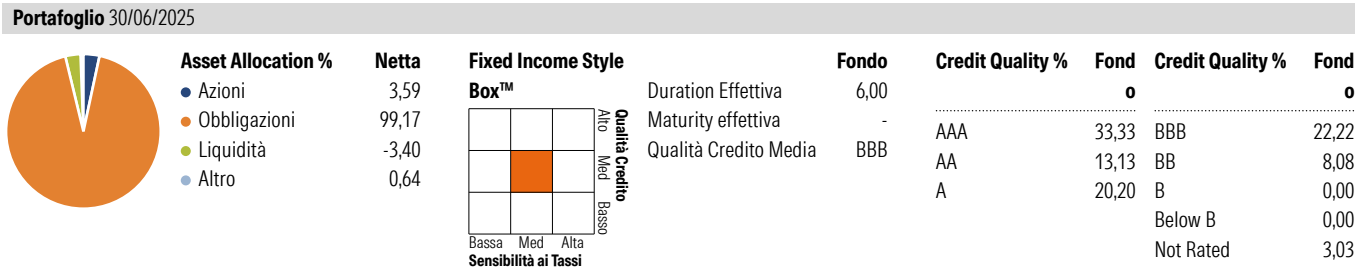 Portafoglio 30/06/2025
Asset Allocation % Netta
Azioni 3,59
Obbligazioni 99,17
Liquidità -3,40
Altro 0,64
Fixed Income Style
Box™
Alto
Med
Basso
Qualità Credito
Bassa Med Alta
Sensibilità ai Tassi
Fondo
Duration Effettiva 6,00
Maturity effettiva -
Qualità Credito Media BBB
Credit Quality % Fond
o
AAA 33,33
AA 13,13
A 20,20
Credit Quality % Fond
o
BBB 22,22
BB 8,08
B 0,00
Below B 0,00
Not Rated 3,03